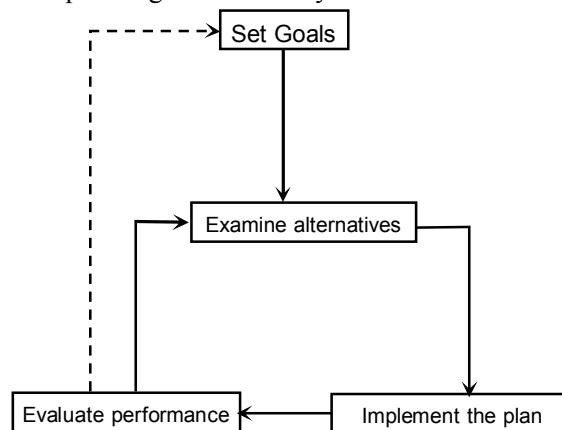 Set Goals
Examine alternatives
Evaluate performance
Implement the plan